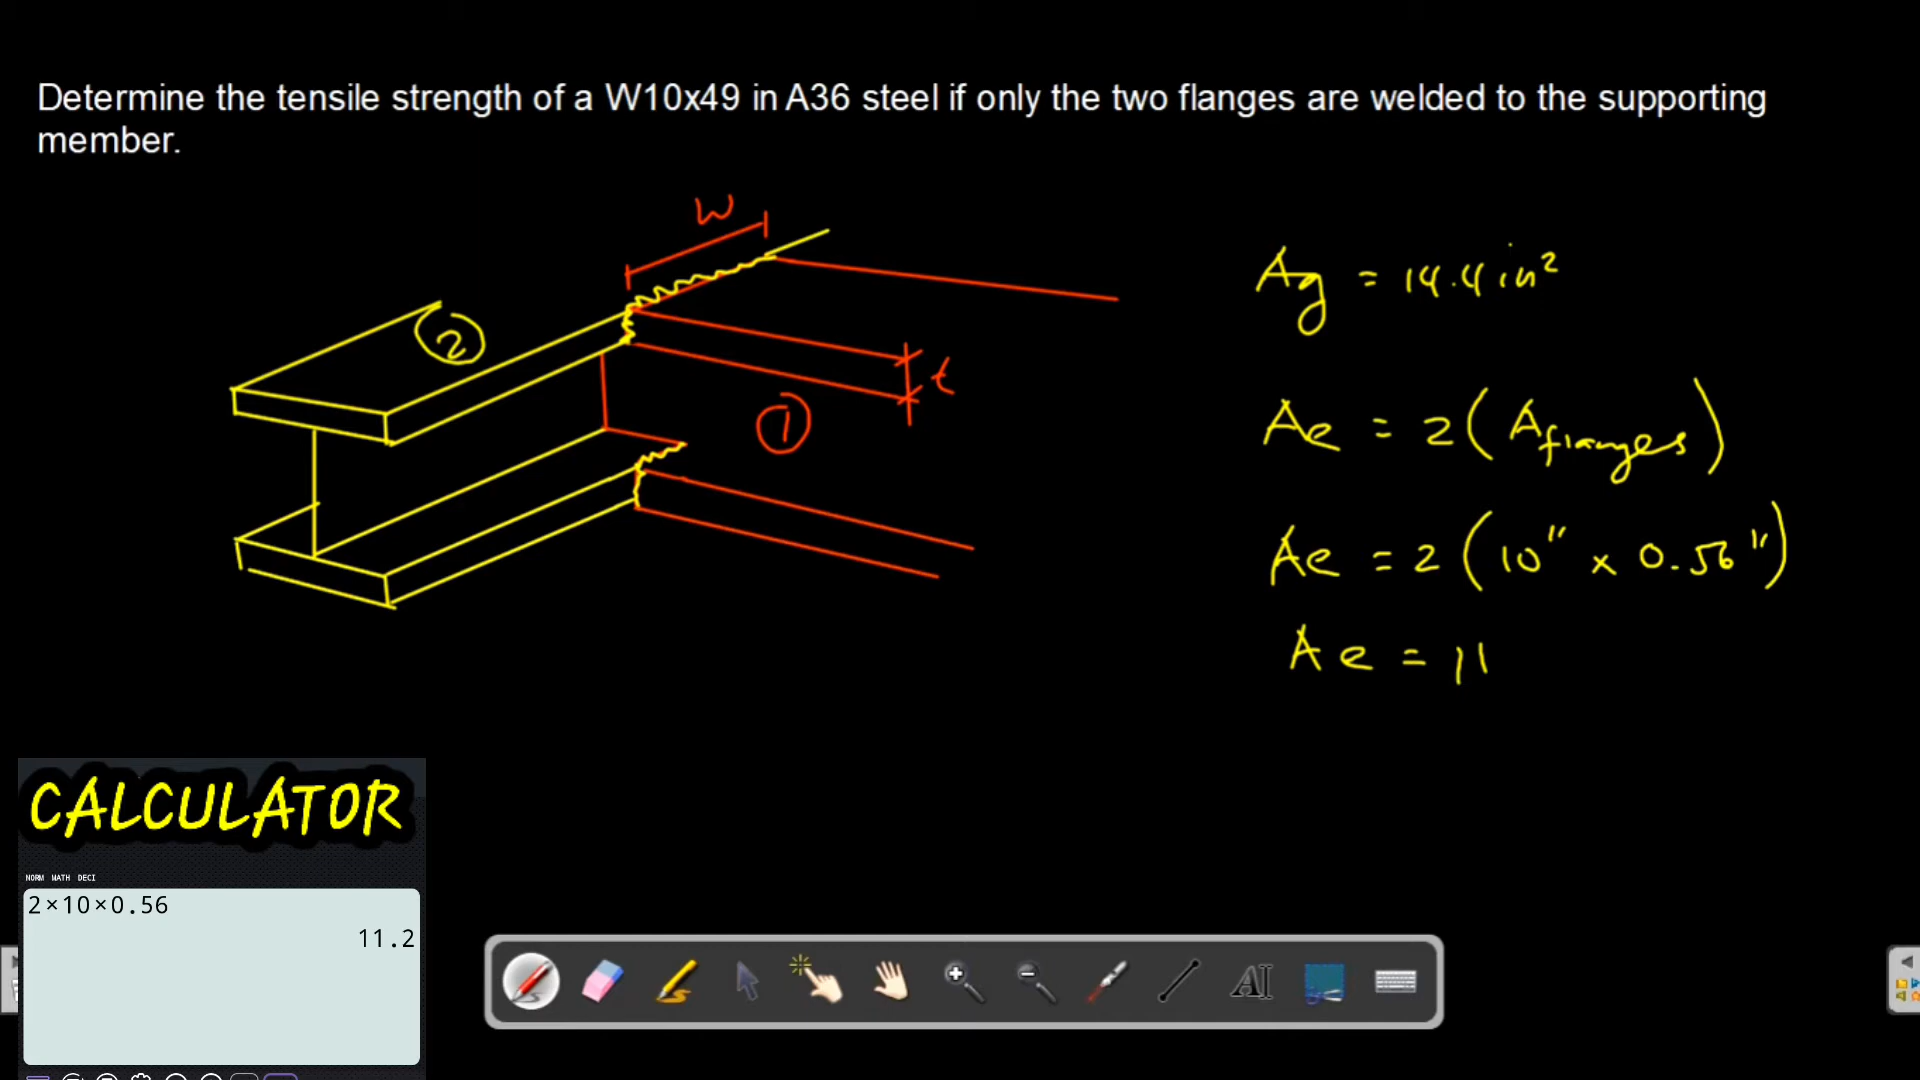 Determine the tensile strength of a W10x49 in A36 steel if only the two flanges are welded to the supporting
member.
w
2
t
1
Ag = 14.4 in²
Ae = 2 (Aflanges)
Ae = 2 (10" x 0.56")
Ae = 11
CALCULATOR
NORM MATH DECI
2×10×0.56
11.2
AI